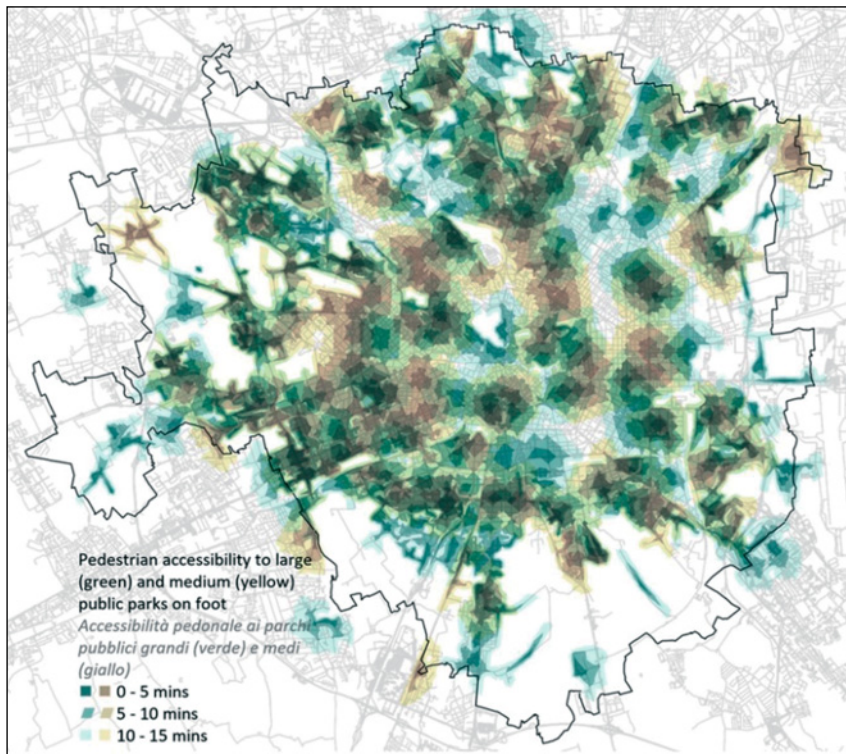 Pedestrian accessibility to large
(green) and medium (yellow)
public parks on foot
Accessibilità pedonale ai parchi
pubblici grandi (verde) e medi
(giallo)
0 - 5 mins
5 - 10 mins
10 - 15 mins